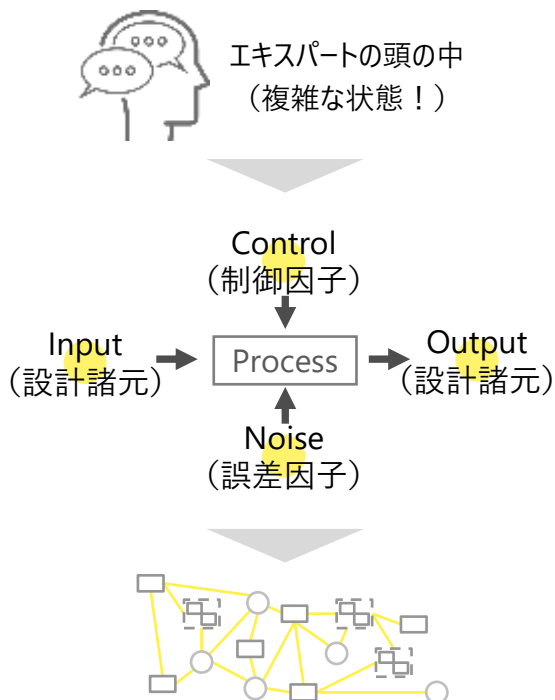 エキスパートの頭の中
（複雑な状態！）
Control
（制御因子）
Input
（設計諸元）
Process
Output
（設計諸元）
Noise
（誤差因子）